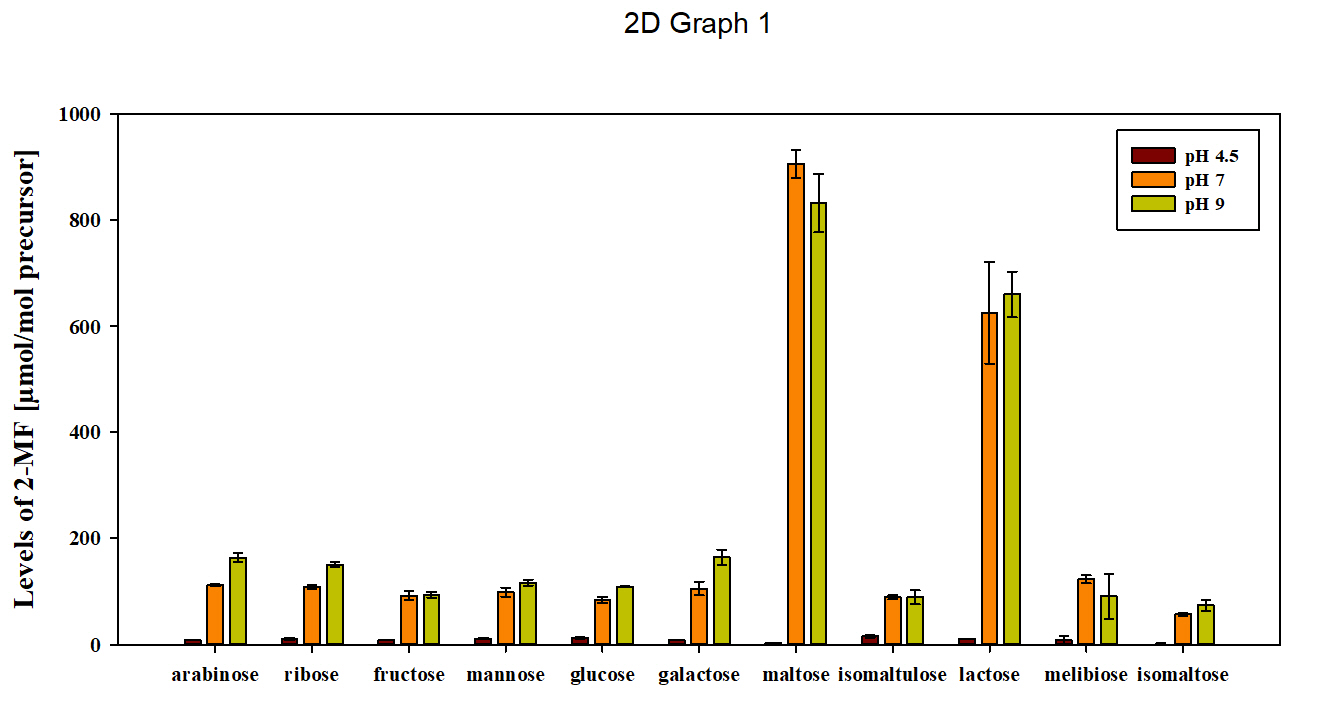 2D Graph 1
Levels of 2-MF [µmol/mol precursor]
1000
800
600
400
200
0
pH 4.5
pH 7
pH 9
arabinose ribose fructose mannose glucose galactose maltose isomaltulose lactose melibiose isomaltose